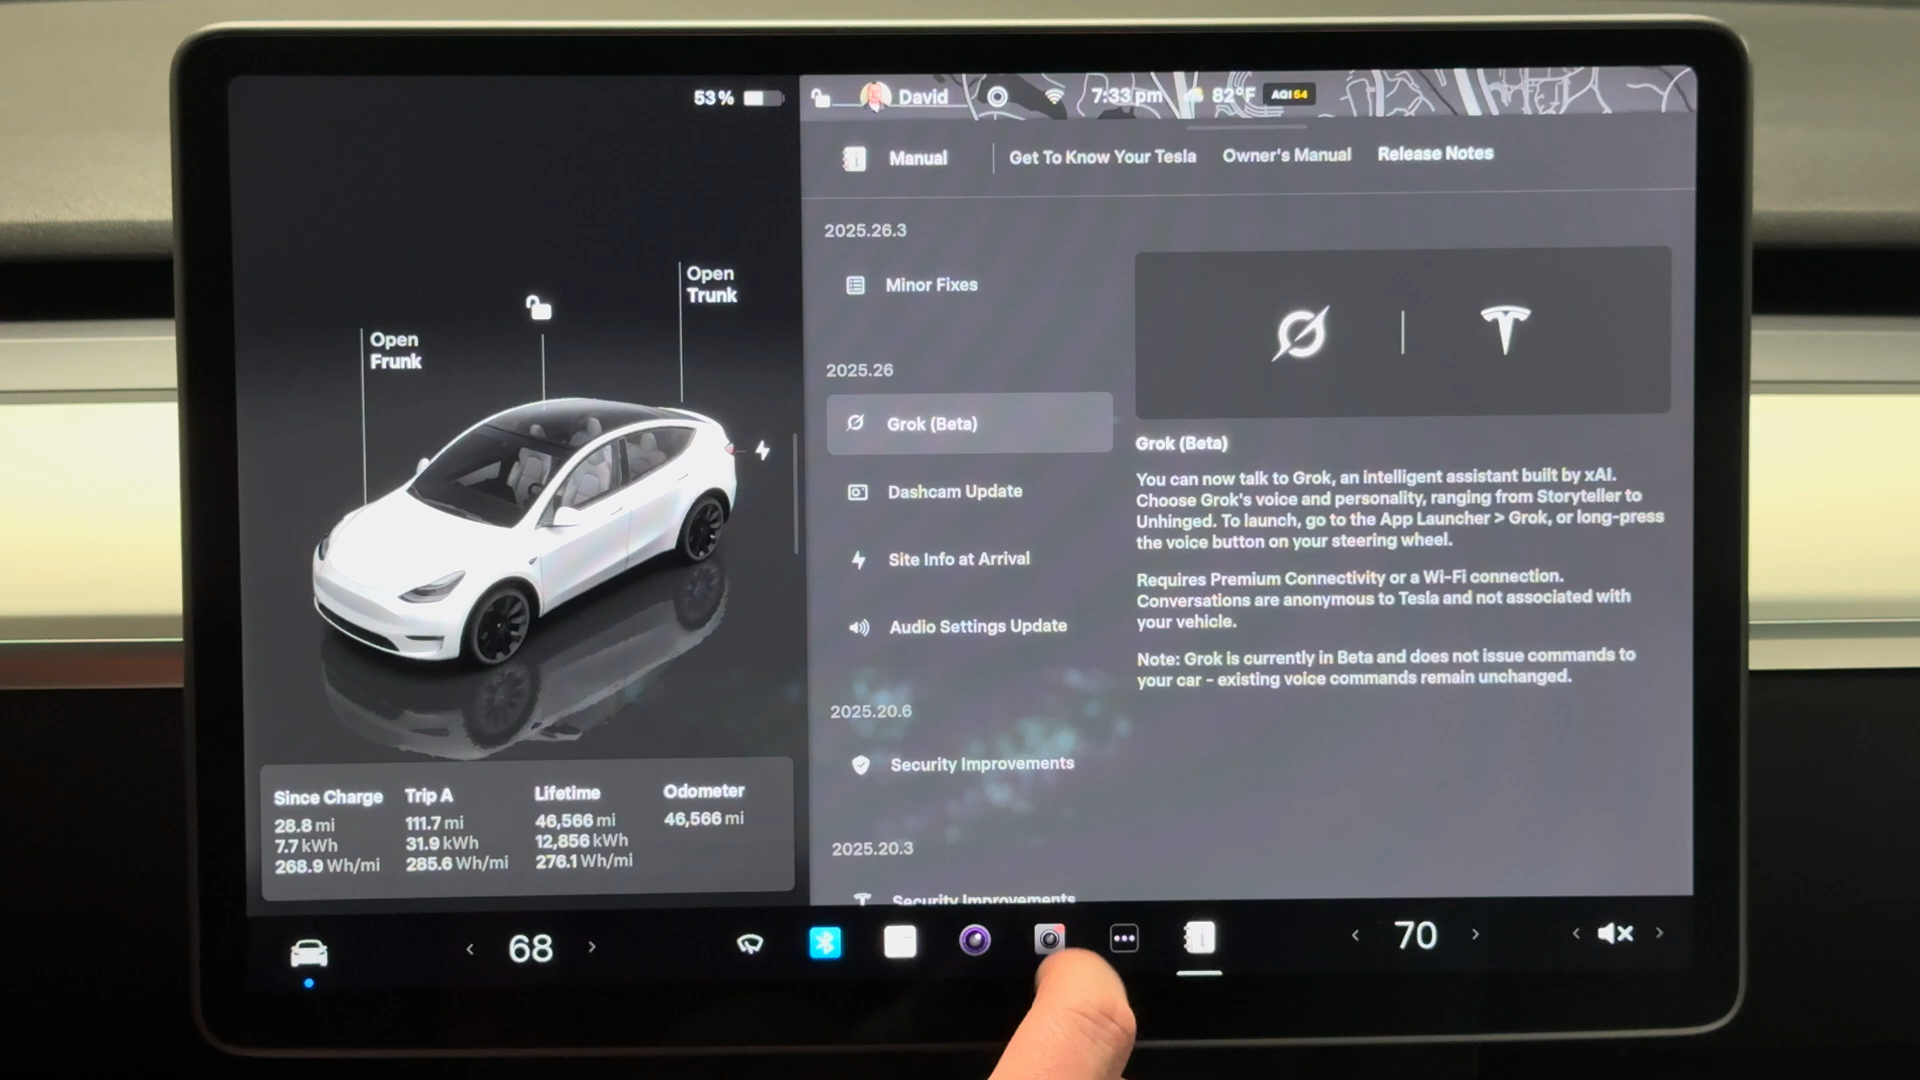 53%
David
7:33 pm
82°F
AQI 54
Manual
Get To Know Your Tesla
Owner's Manual
Release Notes
Open
Frunk
Open
Trunk
2025.26.3
Minor Fixes
2025.26
Grok (Beta)
Dashcam Update
Site Info at Arrival
Audio Settings Update
2025.20.6
Security Improvements
2025.20.3
Security Improvements
Grok (Beta)
You can now talk to Grok, an intelligent assistant built by xAI.
Choose Grok's voice and personality, ranging from Storyteller to
Unhinged. To launch, go to the App Launcher > Grok, or long-press
the voice button on your steering wheel.
Requires Premium Connectivity or a Wi-Fi connection.
Conversations are anonymous to Tesla and not associated with
your vehicle.
Note: Grok is currently in Beta and does not issue commands to
your car - existing voice commands remain unchanged.
Since Charge
28.8 mi
7.7 kWh
268.9 Wh/mi
Trip A
111.7 mi
31.9 kWh
285.6 Wh/mi
Lifetime
46,566 mi
12,856 kWh
276.1 Wh/mi
Odometer
46,566 mi
68
70